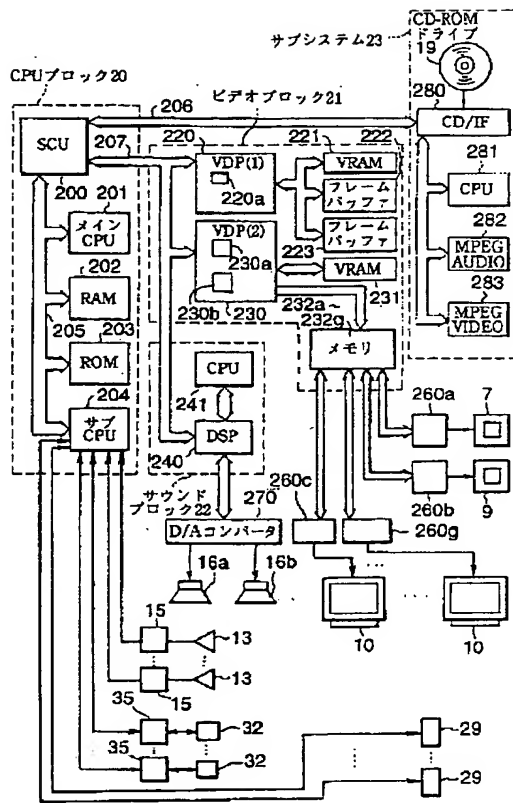 CD-ROM
ドライブ
サブシステム23
19
280
CD/IF
281
CPU
282
MPEG
AUDIO
283
MPEG
VIDEO
CPUブロック20
206
SCU
207
200
201
メイン
CPU
202
RAM
205
203
ROM
204
サブ
CPU
ビデオブロック21
220
221
222
VDP(1)
220a
VRAM
フレーム
バッファ
フレーム
バッファ
223
VDP(2)
230a
230b
230
VRAM
231
232a~
232g
メモリ
CPU
241
DSP
240
サウンド
ブロック22
270
D/Aコンバータ
16a
16b
260a
7
260b
9
260c
260g
10
10
15
13
15
13
35
32
35
32
29
29